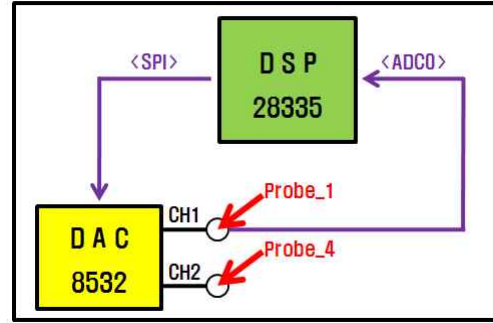 <SPI>
D S P
28335
<ADC0>
D A C
8532
CH1
Probe_1
CH2
Probe_4